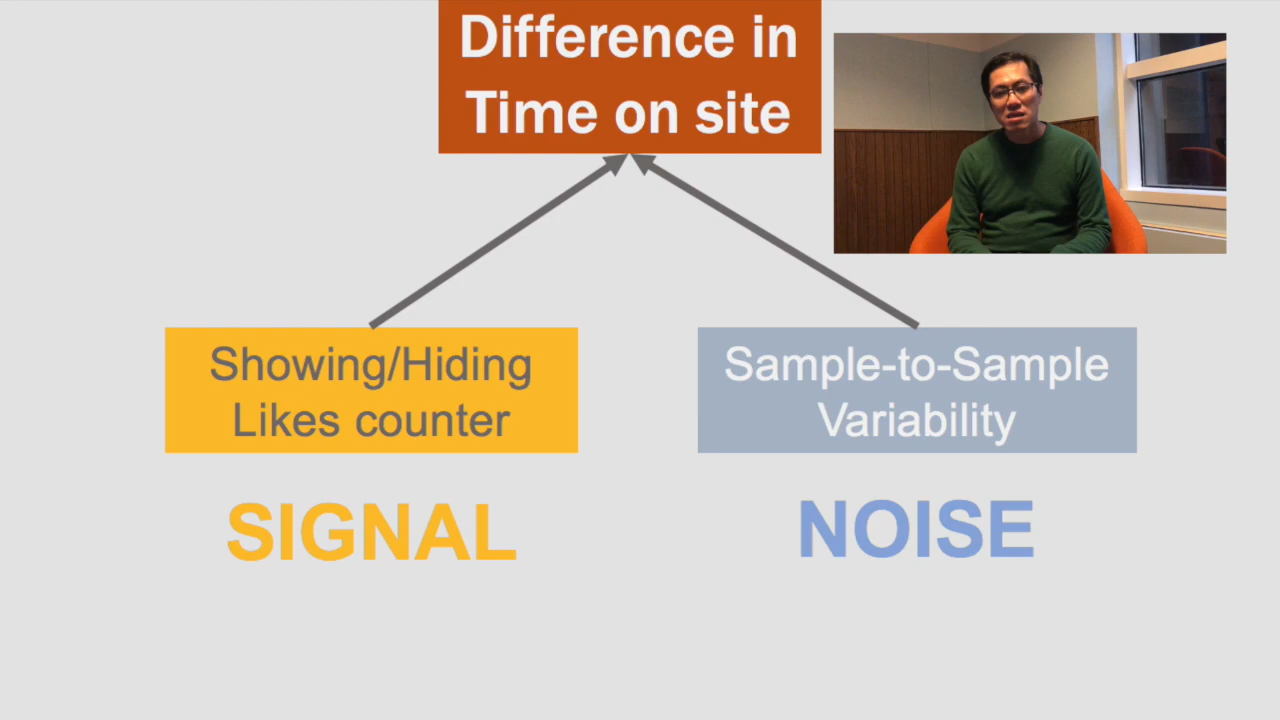 Difference in
Time on site
Showing/Hiding
Likes counter
Sample-to-Sample
Variability
SIGNAL
NOISE